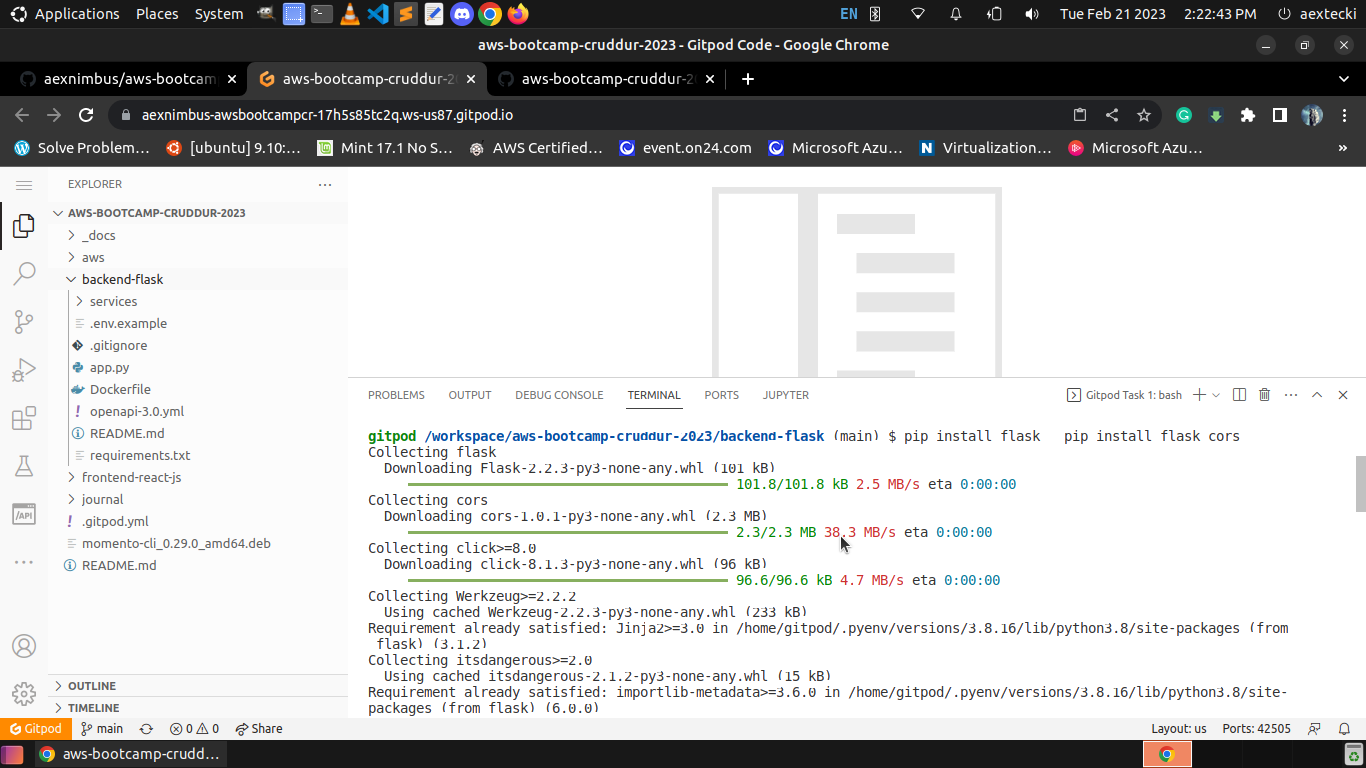 Applications Places System EN Tue Feb 21 2023 2:22:43 PM aextecki
aws-bootcamp-cruddur-2023 - Gitpod Code - Google Chrome
aexnimbus/aws-bootcam aws-bootcamp-cruddur-2 aws-bootcamp-cruddur-2
aexnimbus-awsbootcampcr-17h5s85tc2q.ws-us87.gitpod.io
Solve Problem... [ubuntu] 9.10:... Mint 17.1 No S... AWS Certified... event.on24.com Microsoft Azu... Virtualization... Microsoft Azu... »
EXPLORER
AWS-BOOTCAMP-CRUDDUR-2023
_docs
aws
backend-flask
services
.env.example
.gitignore
app.py
Dockerfile
openapi-3.0.yml
README.md
requirements.txt
frontend-react-js
journal
.gitpod.yml
momento-cli_0.29.0_amd64.deb
README.md
OUTLINE
TIMELINE
PROBLEMS OUTPUT DEBUG CONSOLE TERMINAL PORTS JUPYTER Gitpod Task 1: bash
gitpod /workspace/aws-bootcamp-cruddur-2023/backend-flask (main) $ pip install flask pip install flask cors
Collecting flask
Downloading Flask-2.2.3-py3-none-any.whl (101 kB)
101.8/101.8 kB 2.5 MB/s eta 0:00:00
Collecting cors
Downloading cors-1.0.1-py3-none-any.whl (2.3 MB)
2.3/2.3 MB 38.3 MB/s eta 0:00:00
Collecting click>=8.0
Downloading click-8.1.3-py3-none-any.whl (96 kB)
96.6/96.6 kB 4.7 MB/s eta 0:00:00
Collecting Werkzeug>=2.2.2
Using cached Werkzeug-2.2.3-py3-none-any.whl (233 kB)
Requirement already satisfied: Jinja2>=3.0 in /home/gitpod/.pyenv/versions/3.8.16/lib/python3.8/site-packages (from
flask) (3.1.2)
Collecting itsdangerous>=2.0
Using cached itsdangerous-2.1.2-py3-none-any.whl (15 kB)
Requirement already satisfied: importlib-metadata>=3.6.0 in /home/gitpod/.pyenv/versions/3.8.16/lib/python3.8/site-
packages (from flask) (6.0.0)
Gitpod main 0 0 Share Layout: us Ports: 42505
aws-bootcamp-crudd...